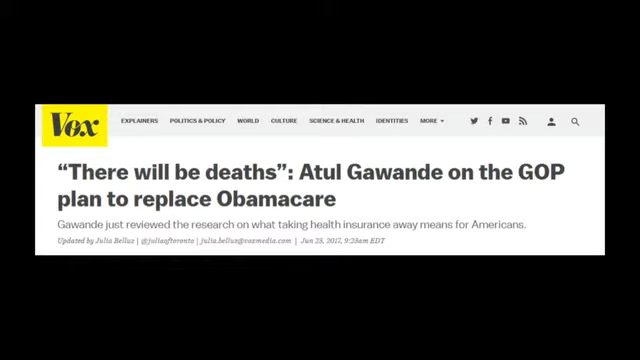 Vox
EXPLAINERS POLITICS & POLICY WORLD CULTURE SCIENCE & HEALTH IDENTITIES MORE
“There will be deaths”: Atul Gawande on the GOP
plan to replace Obamacare
Gawande just reviewed the research on what taking health insurance away means for Americans.
Updated by Julia Belluz | @juliaoftoronto | julia.belluz@voxmedia.com | Jun 23, 2017, 9:23am EDT